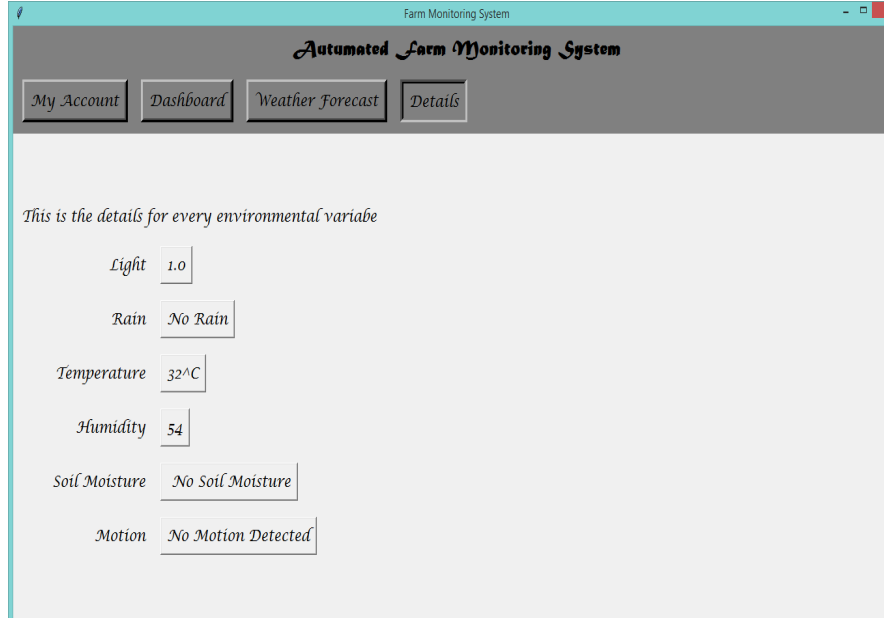 Farm Monitoring System
Autumated Farm Monitoring System
My Account Dashboard Weather Forecast Details
This is the details for every environmental variabe
Light 1.0
Rain No Rain
Temperature 32^C
Humidity 54
Soil Moisture No Soil Moisture
Motion No Motion Detected